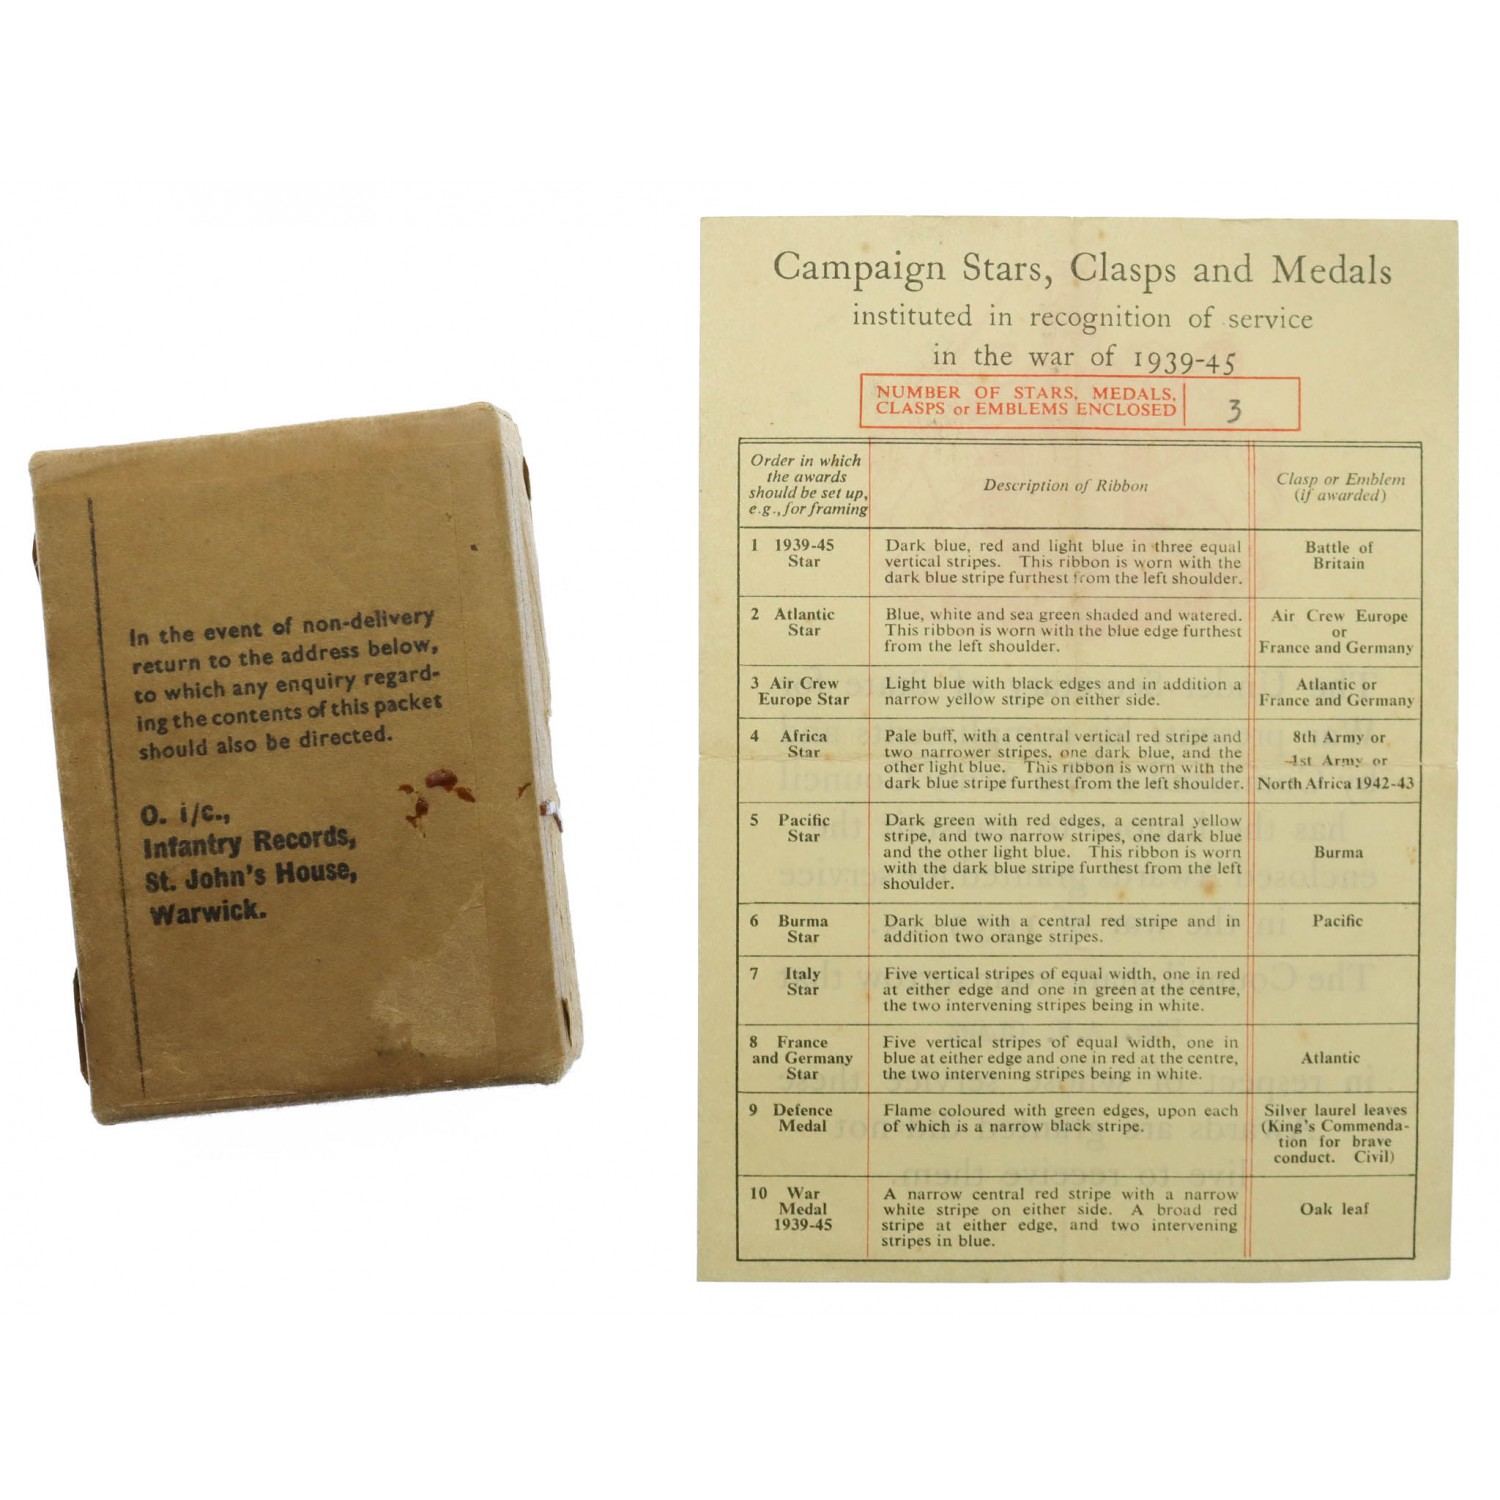 In the event of non-delivery
return to the address below,
to which any enquiry regard-
ing the contents of this packet
should also be directed.
O. i/c.,
Infantry Records,
St. John's House,
Warwick.
Campaign Stars, Clasps and Medals
instituted in recognition of service
in the war of 1939-45
NUMBER OF STARS, MEDALS,
CLASPS or EMBLEMS ENCLOSED
3
Order in which
the awards
should be set up,
e.g., for framing
Description of Ribbon
Clasp or Emblem
(if awarded)
1 1939-45
Star
Dark blue, red and light blue in three equal
vertical stripes. This ribbon is worn with the
dark blue stripe furthest from the left shoulder.
Battle of
Britain
2 Atlantic
Star
Blue, white and sea green shaded and watered.
This ribbon is worn with the blue edge furthest
from the left shoulder.
Air Crew Europe
or
France and Germany
3 Air Crew
Europe Star
Light blue with black edges and in addition a
narrow yellow stripe on either side.
Atlantic or
France and Germany
4 Africa
Star
Pale buff, with a central vertical red stripe and
two narrower stripes, one dark blue, and the
other light blue. This ribbon is worn with the
dark blue stripe furthest from the left shoulder.
8th Army or
1st Army or
North Africa 1942-43
5 Pacific
Star
Dark green with red edges, a central yellow
stripe, and two narrow stripes, one dark blue
and the other light blue. This ribbon is worn
with the dark blue stripe furthest from the left
shoulder.
Burma
6 Burma
Star
Dark blue with a central red stripe and in
addition two orange stripes.
Pacific
7 Italy
Star
Five vertical stripes of equal width, one in red
at either edge and one in green at the centre,
the two intervening stripes being in white.
8 France
and Germany
Star
Five vertical stripes of equal width, one in
blue at either edge and one in red at the centre,
the two intervening stripes being in white.
Atlantic
9 Defence
Medal
Flame coloured with green edges, upon each
of which is a narrow black stripe.
Silver laurel leaves
(King's Commenda-
tion for brave
conduct. Civil)
10 War
Medal
1939-45
A narrow central red stripe with a narrow
white stripe on either side. A broad red
stripe at either edge, and two intervening
stripes in blue.
Oak leaf